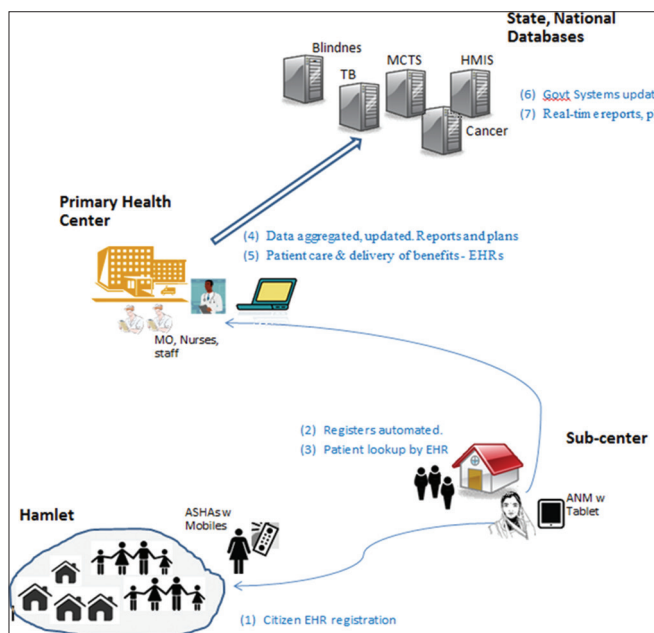 State, National
Databases
Blindnes
TB
MCTS
HMIS
Cancer
(6) Govt Systems updat
(7) Real-time reports, p
Primary Health
Center
(4) Data aggregated, updated. Reports and plans
(5) Patient care & delivery of benefits - EHRs
MO, Nurses,
staff
(2) Registers automated.
(3) Patient lookup by EHR
Sub-center
ANM w
Tablet
Hamlet
ASHAs w
Mobiles
(1) Citizen EHR registration